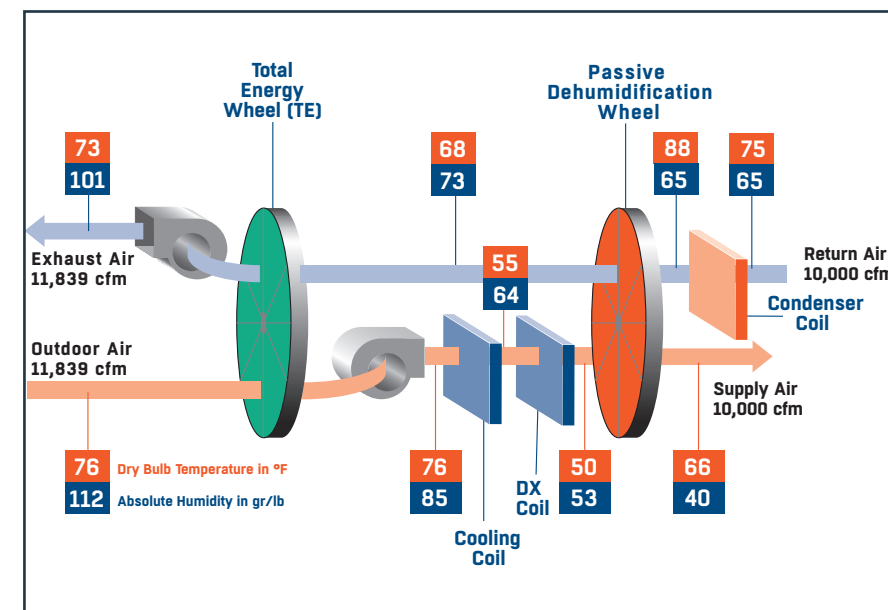 Total
Energy
Wheel (TE)
Passive
Dehumidification
Wheel
73
101
68
73
88
65
75
65
Exhaust Air
11,839 cfm
55
64
Return Air
10,000 cfm
Condenser
Coil
Outdoor Air
11,839 cfm
Supply Air
10,000 cfm
76 Dry Bulb Temperature in °F
112 Absolute Humidity in gr/lb
76
85
DX
Coil
50
53
66
40
Cooling
Coil